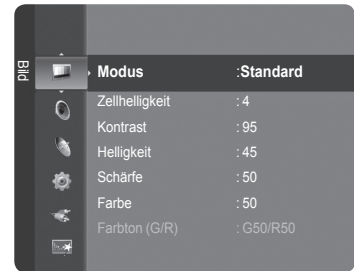 Bild
Modus :Standard
Zellhelligkeit : 4
Kontrast : 95
Helligkeit : 45
Schärfe : 50
Farbe : 50
Farbton (G/R) : G50/R50